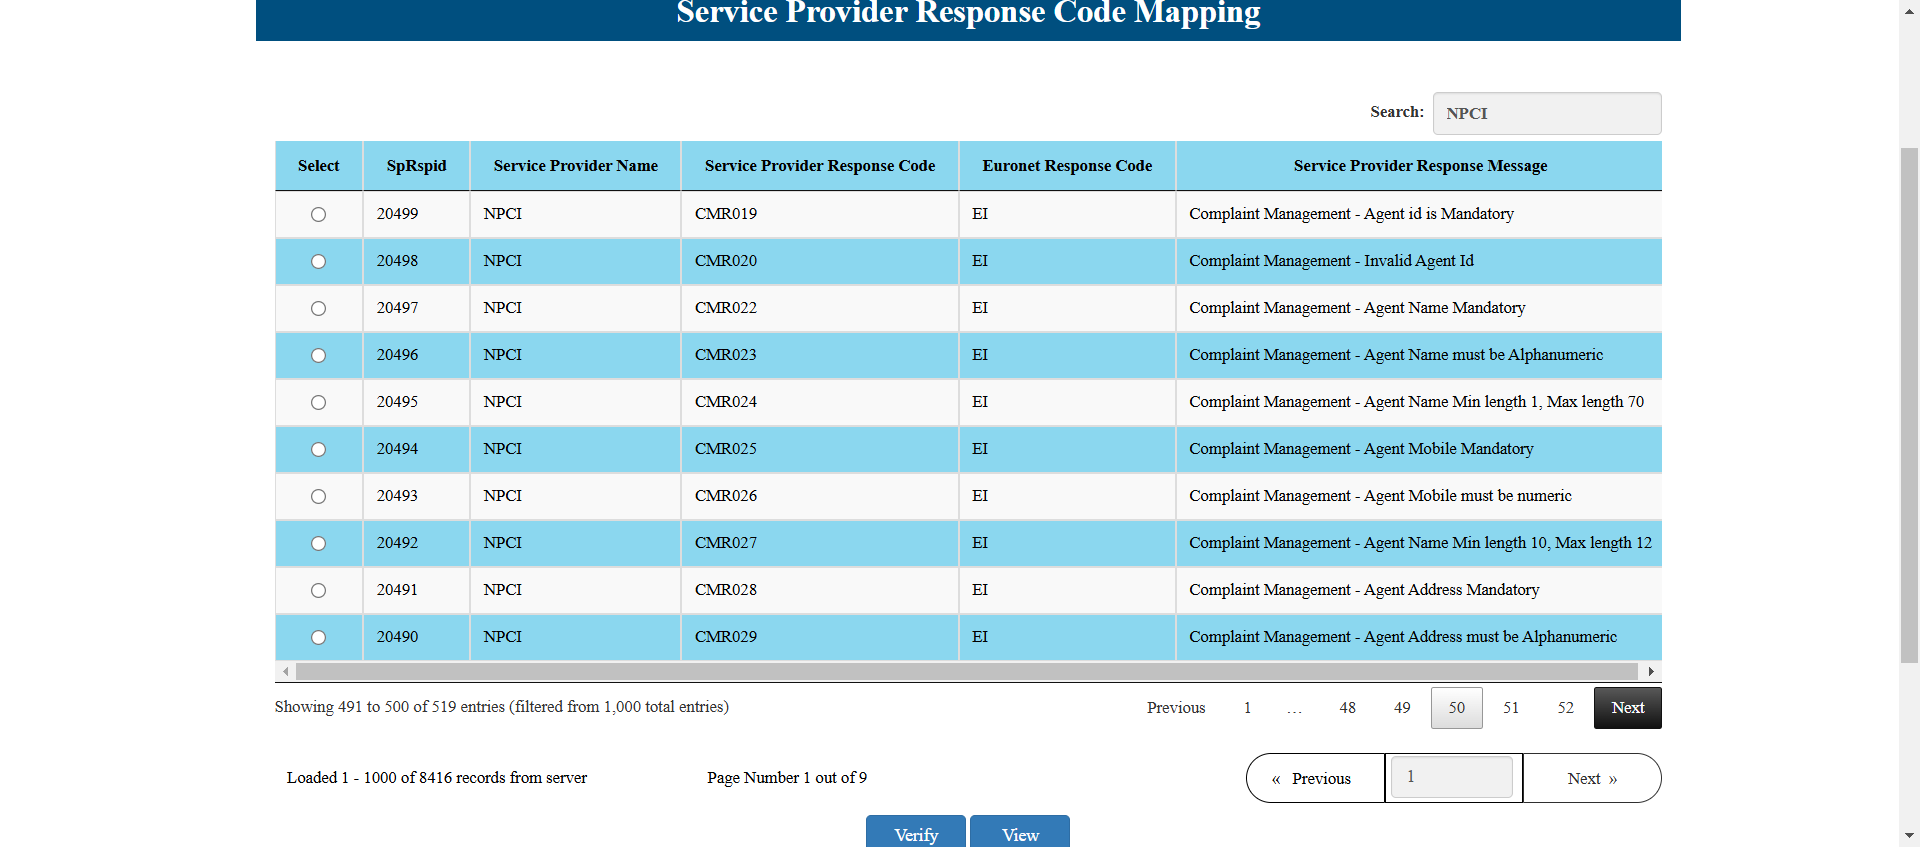 Service Provider Response Code Mapping
Search: NPCI
Select SpRspid Service Provider Name Service Provider Response Code Euronet Response Code Service Provider Response Message
20499 NPCI CMR019 EI Complaint Management - Agent id is Mandatory
20498 NPCI CMR020 EI Complaint Management - Invalid Agent Id
20497 NPCI CMR022 EI Complaint Management - Agent Name Mandatory
20496 NPCI CMR023 EI Complaint Management - Agent Name must be Alphanumeric
20495 NPCI CMR024 EI Complaint Management - Agent Name Min length 1, Max length 70
20494 NPCI CMR025 EI Complaint Management - Agent Mobile Mandatory
20493 NPCI CMR026 EI Complaint Management - Agent Mobile must be numeric
20492 NPCI CMR027 EI Complaint Management - Agent Name Min length 10, Max length 12
20491 NPCI CMR028 EI Complaint Management - Agent Address Mandatory
20490 NPCI CMR029 EI Complaint Management - Agent Address must be Alphanumeric
Showing 491 to 500 of 519 entries (filtered from 1,000 total entries) Previous 1 … 48 49 50 51 52 Next
Loaded 1 - 1000 of 8416 records from server Page Number 1 out of 9 « Previous 1 Next »
Verify View